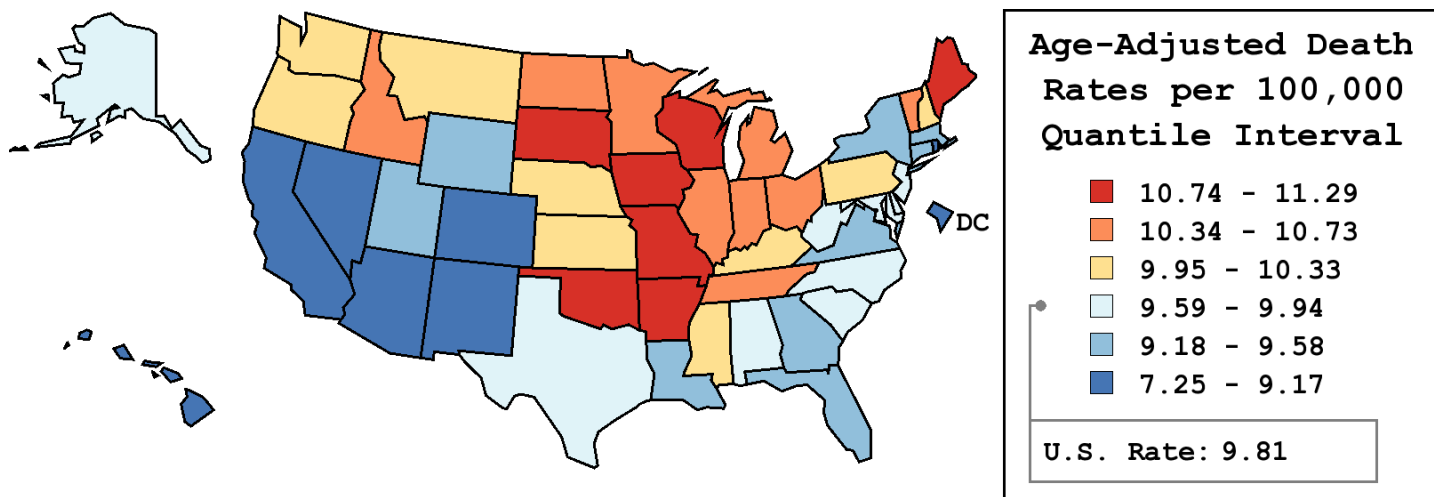 Age-Adjusted Death
Rates per 100,000
Quantile Interval
10.74 - 11.29
10.34 - 10.73
9.95 - 10.33
9.59 - 9.94
9.18 - 9.58
7.25 - 9.17
U.S. Rate: 9.81
DC